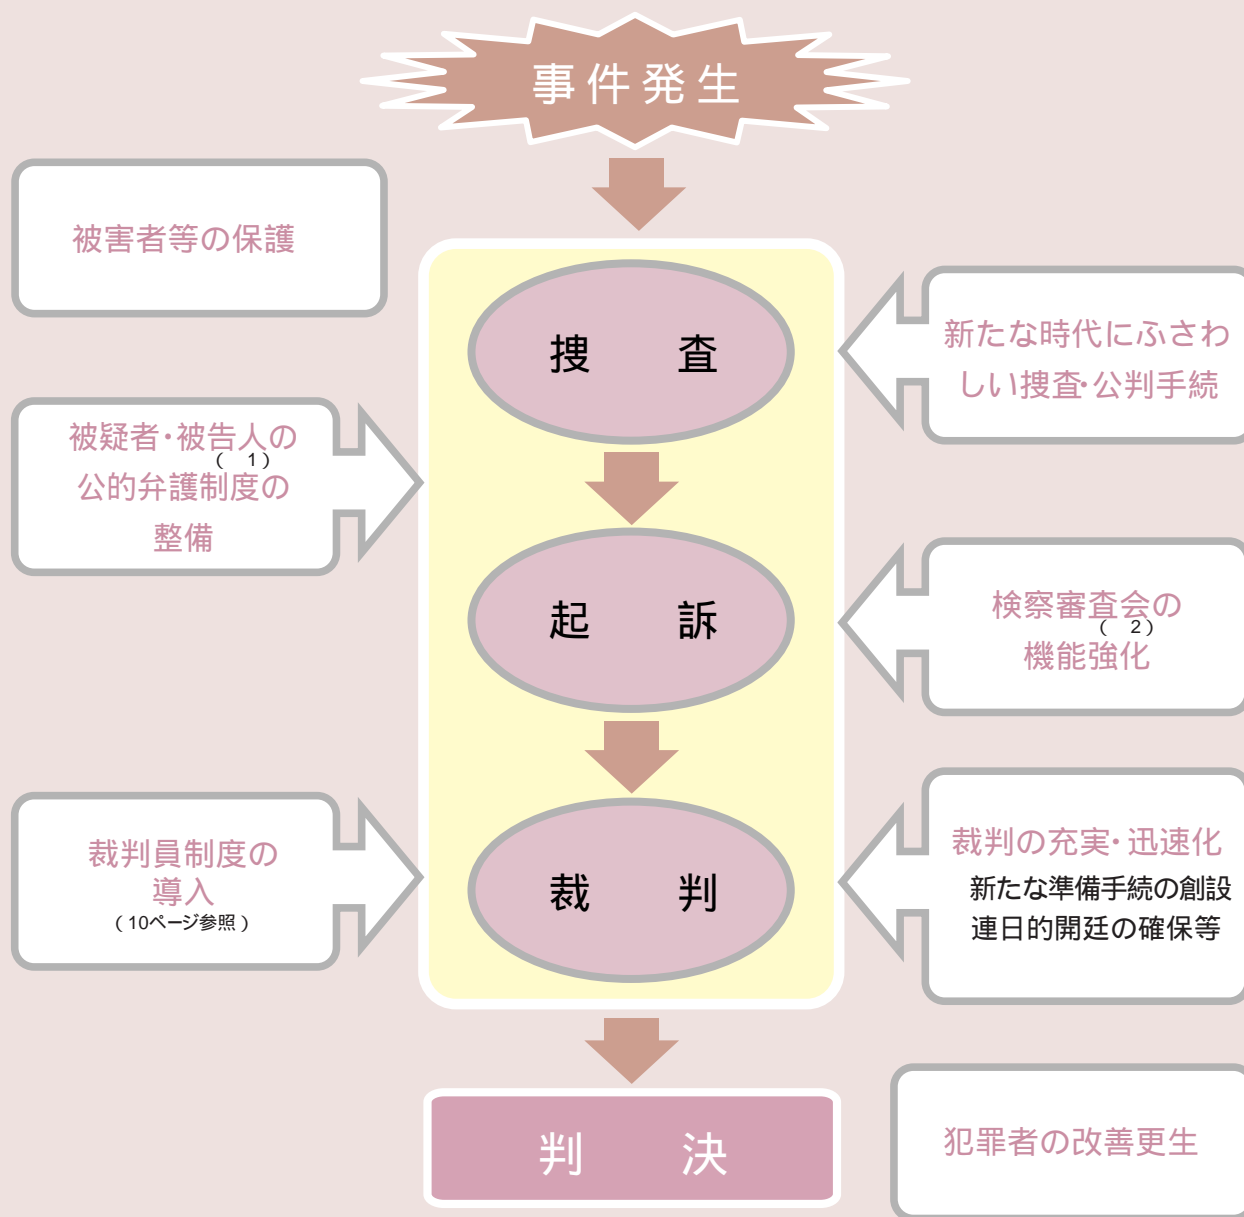 事件発生
被害者等の保護
捜　査
新たな時代にふさわ
しい捜査・公判手続
被疑者・被告人の
(　1)
公的弁護制度の
整備
起　訴
検察審査会の
(　2)
機能強化
裁判員制度の
導入
(10ページ参照)
裁　判
裁判の充実・迅速化
新たな準備手続の創設
連日的開廷の確保等
判　決
犯罪者の改善更生